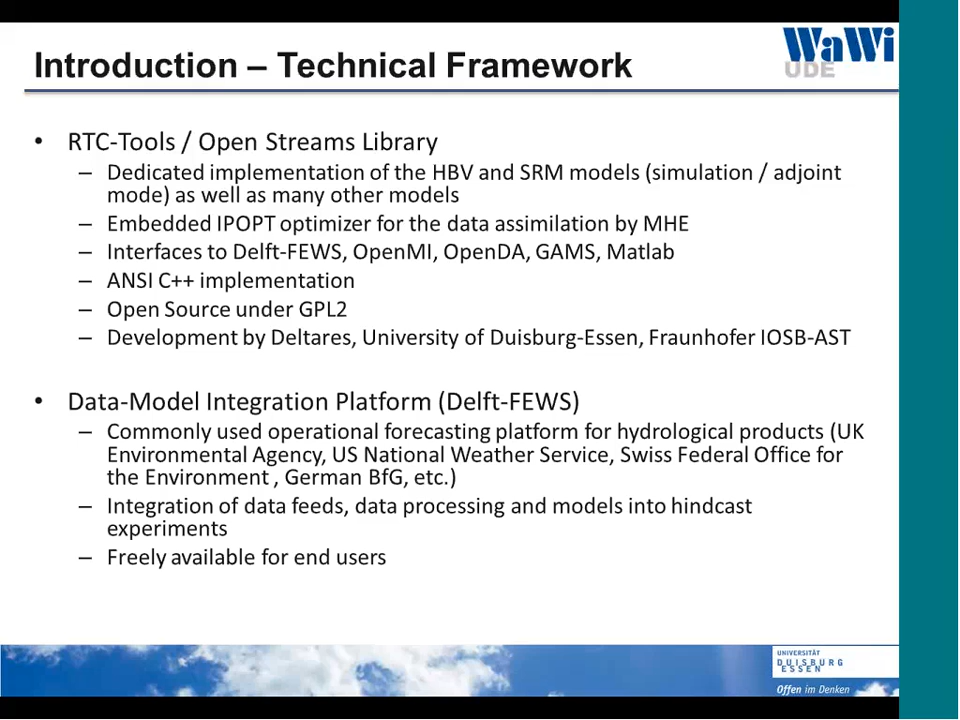 Introduction – Technical Framework
WaWi
UDE
• RTC-Tools / Open Streams Library
– Dedicated implementation of the HBV and SRM models (simulation / adjoint
mode) as well as many other models
– Embedded IPOPT optimizer for the data assimilation by MHE
– Interfaces to Delft-FEWS, OpenMI, OpenDA, GAMS, Matlab
– ANSI C++ implementation
– Open Source under GPL2
– Development by Deltares, University of Duisburg-Essen, Fraunhofer IOSB-AST
• Data-Model Integration Platform (Delft-FEWS)
– Commonly used operational forecasting platform for hydrological products (UK
Environmental Agency, US National Weather Service, Swiss Federal Office for
the Environment , German BfG, etc.)
– Integration of data feeds, data processing and models into hindcast
experiments
– Freely available for end users
UNIVERSITÄT
DUISBURG
ESSEN
Offen im Denken